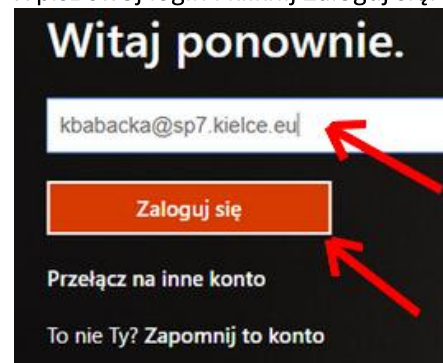 Witaj ponownie.
kbabacka@sp7.kielce.eu
Zaloguj się
Przełącz na inne konto
To nie Ty? Zapomnij to konto